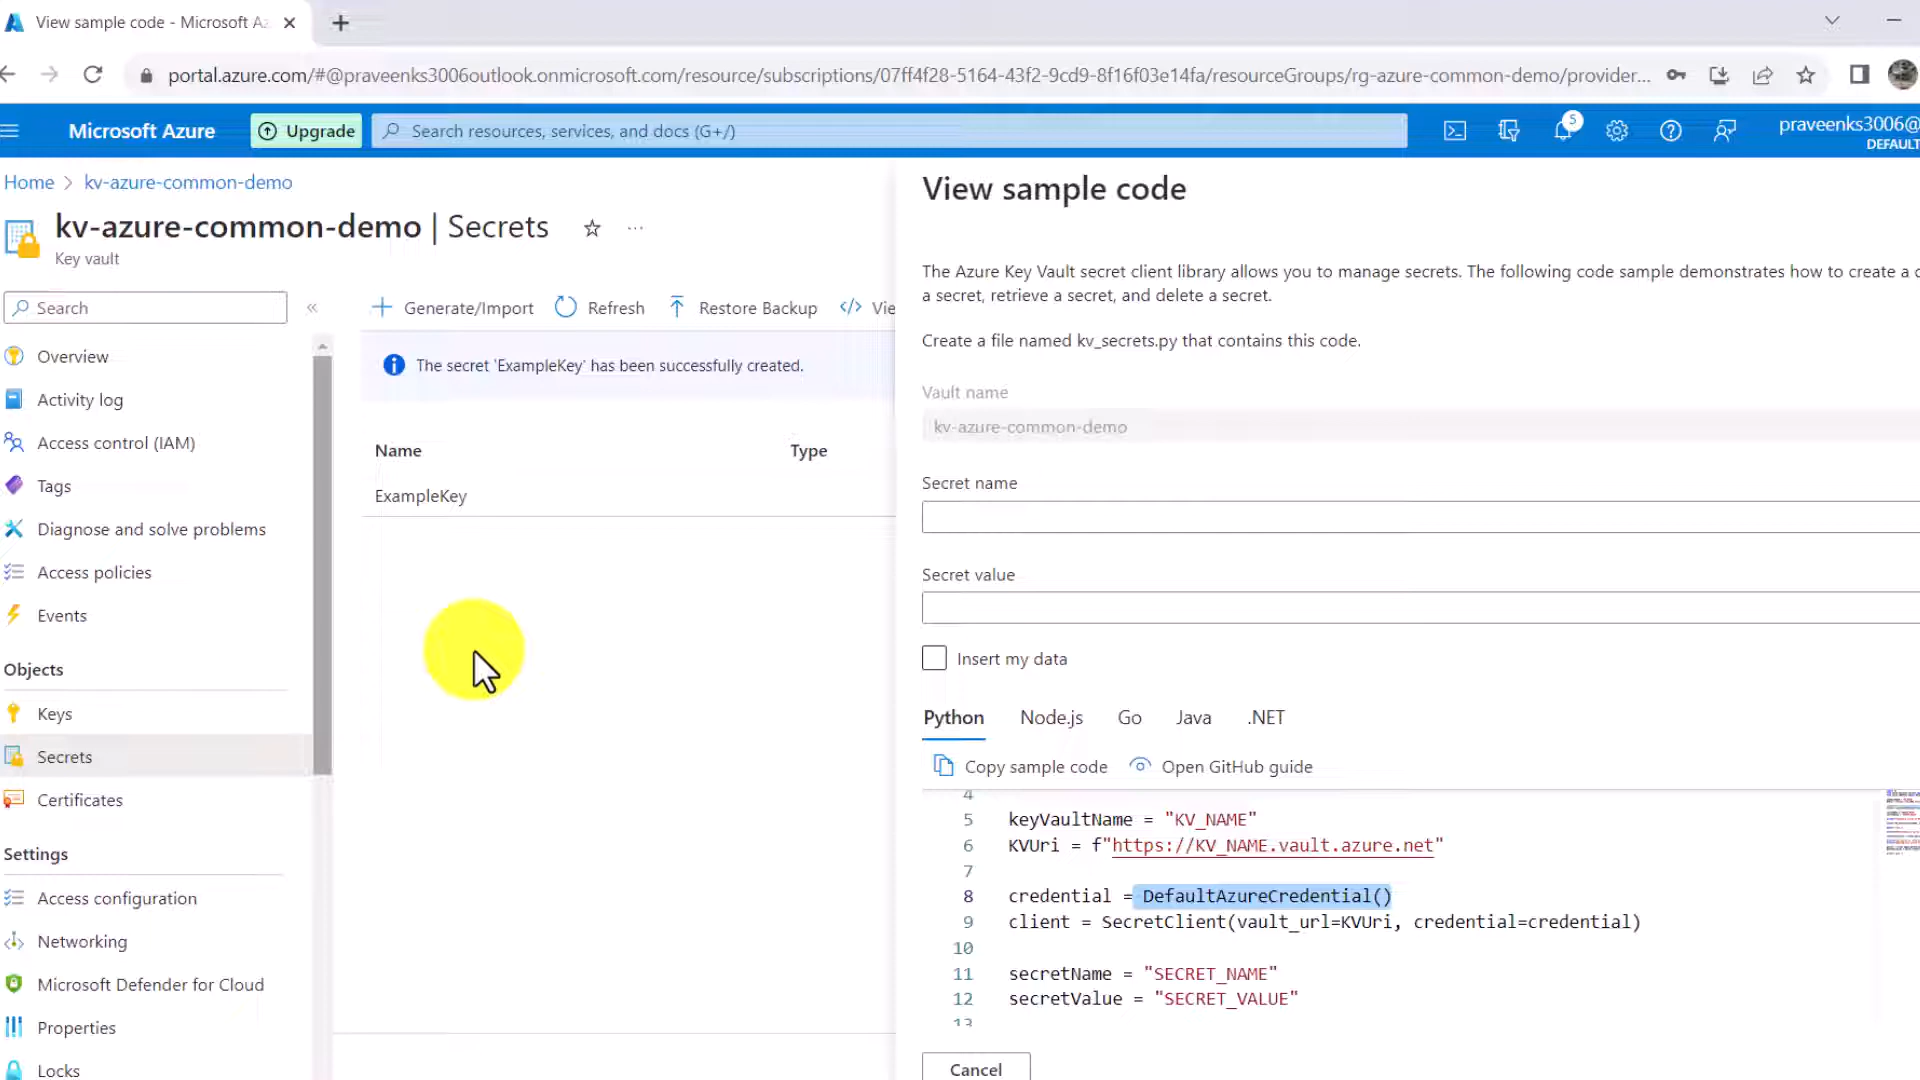 View sample code - Microsoft Az
portal.azure.com/#@praveenks3006outlook.onmicrosoft.com/resource/subscriptions/07ff4f28-5164-43f2-9cd9-8f16f03e14fa/resourceGroups/rg-azure-common-demo/provider...
Microsoft Azure
Upgrade
Search resources, services, and docs (G+/)
5
praveenks3006@
DEFAULT
Home > kv-azure-common-demo
kv-azure-common-demo | Secrets
Key vault
Search
Overview
Activity log
Access control (IAM)
Tags
Diagnose and solve problems
Access policies
Events
Objects
Keys
Secrets
Certificates
Settings
Access configuration
Networking
Microsoft Defender for Cloud
Properties
Locks
Generate/Import
Refresh
Restore Backup
</> Vie
The secret 'ExampleKey' has been successfully created.
Name
Type
ExampleKey
View sample code
The Azure Key Vault secret client library allows you to manage secrets. The following code sample demonstrates how to create a c
a secret, retrieve a secret, and delete a secret.
Create a file named kv_secrets.py that contains this code.
Vault name
kv-azure-common-demo
Secret name
Secret value
Insert my data
Python
Node.js
Go
Java
.NET
Copy sample code
Open GitHub guide
4
5 keyVaultName = "KV_NAME"
6 KVUri = f"https://KV_NAME.vault.azure.net"
7
8 credential = DefaultAzureCredential()
9 client = SecretClient(vault_url=KVUri, credential=credential)
10
11 secretName = "SECRET_NAME"
12 secretValue = "SECRET_VALUE"
13
Cancel